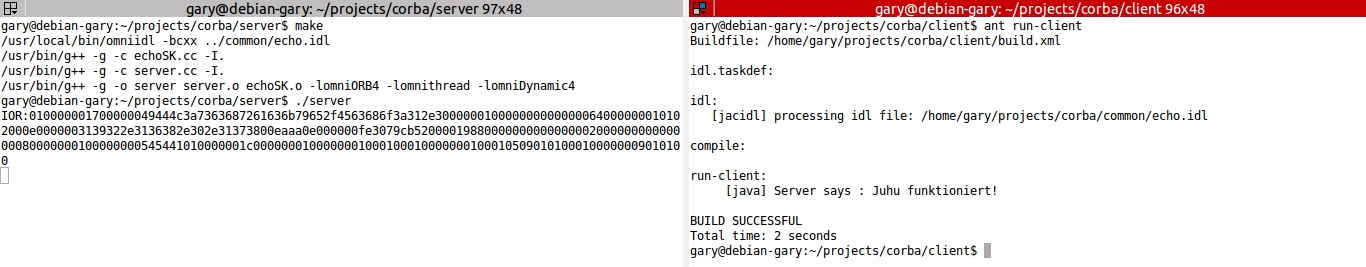 gary@debian-gary: ~/projects/corba/server 97x48
gary@debian-gary:~/projects/corba/server$ make
/usr/local/bin/omniidl -bcxx ../common/echo.idl
/usr/bin/g++ -g -c echoSK.cc -I.
/usr/bin/g++ -g -c server.cc -I.
/usr/bin/g++ -g -o server server.o echoSK.o -lomniORB4 -lomnithread -lomniDynamic4
gary@debian-gary:~/projects/corba/server$ ./server
gary@debian-gary: ~/projects/corba/client 96x48
gary@debian-gary:~/projects/corba/client$ ant run-client
Buildfile: /home/gary/projects/corba/client/build.xml
idl.taskdef:
idl:
[jacidl] processing idl file: /home/gary/projects/corba/common/echo.idl
compile:
run-client:
[java] Server says : Juhu funktioniert!
BUILD SUCCESSFUL
Total time: 2 seconds
gary@debian-gary:~/projects/corba/client$